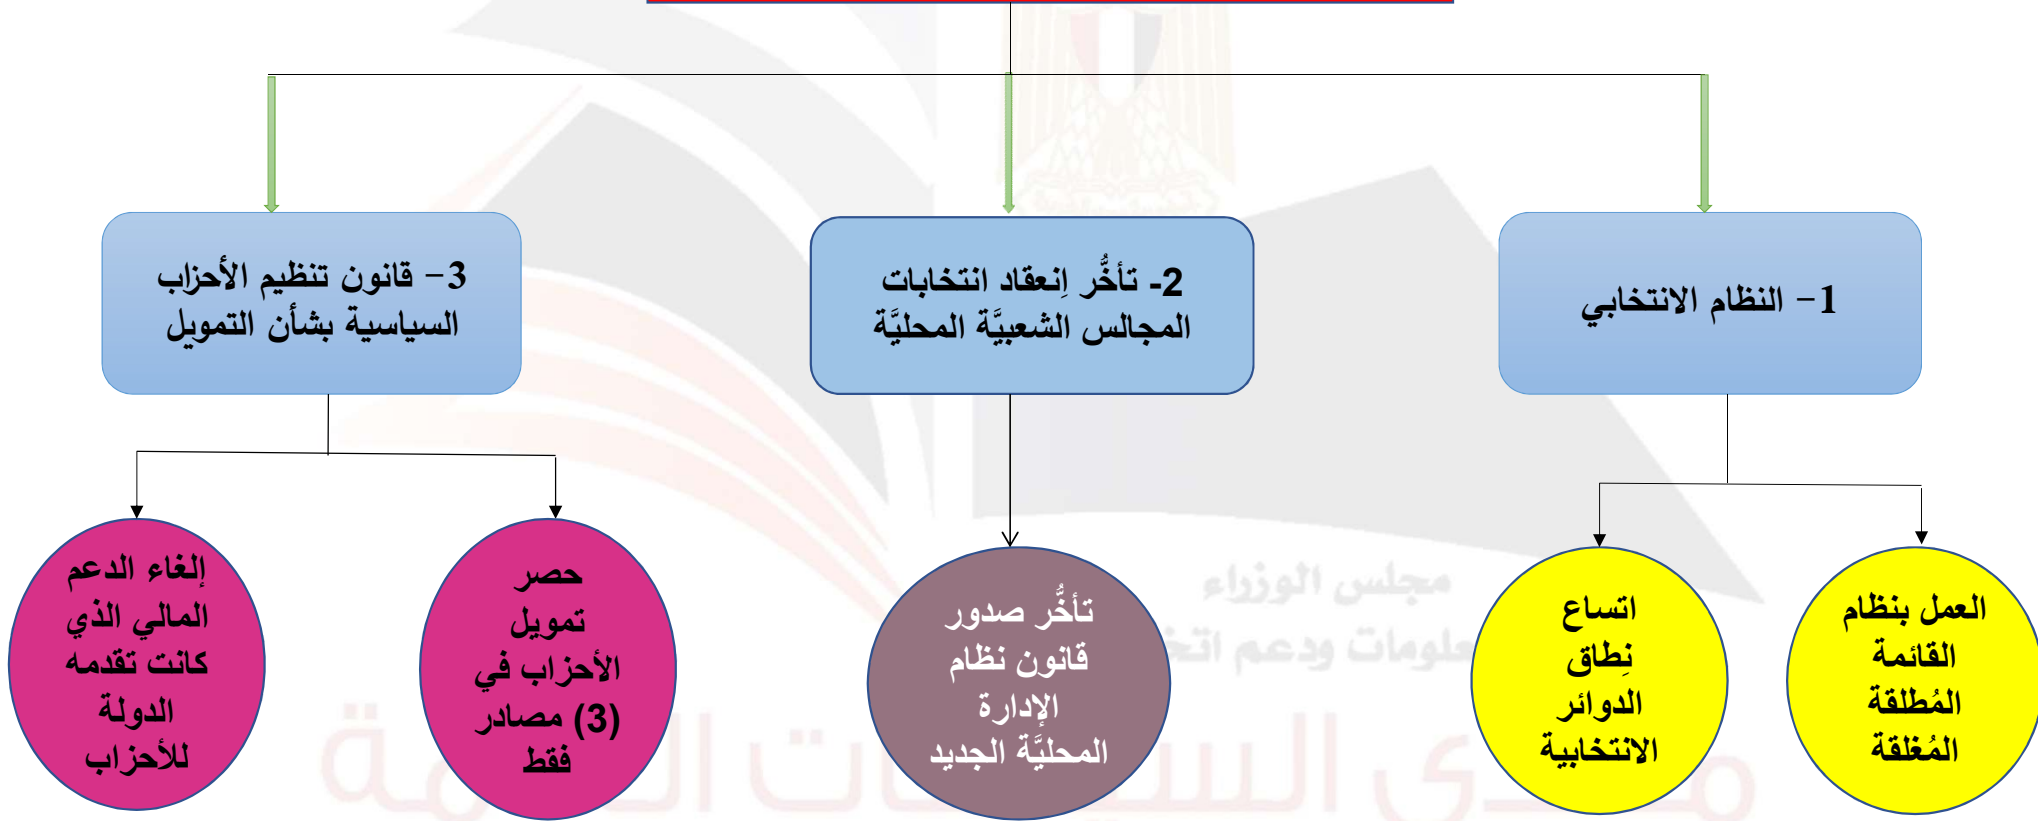 1- النظام الانتخابي
2- تأخُّر اِنعقاد انتخابات
المجالس الشعبيَّة المحليَّة
3- قانون تنظيم الأحزاب
السياسية بشأن التمويل
العمل بنظام
القائمة
المُطلقة
المُغلقة
اتساع
نِطاق
الدوائر
الانتخابية
تأخُّر صدور
قانون نظام
الإدارة
المحليَّة الجديد
حصر
تمويل
الأحزاب في
(3) مصادر
فقط
إلغاء الدعم
المالي الذي
كانت تقدمه
الدولة
للأحزاب
مجلس الوزراء
ودعم